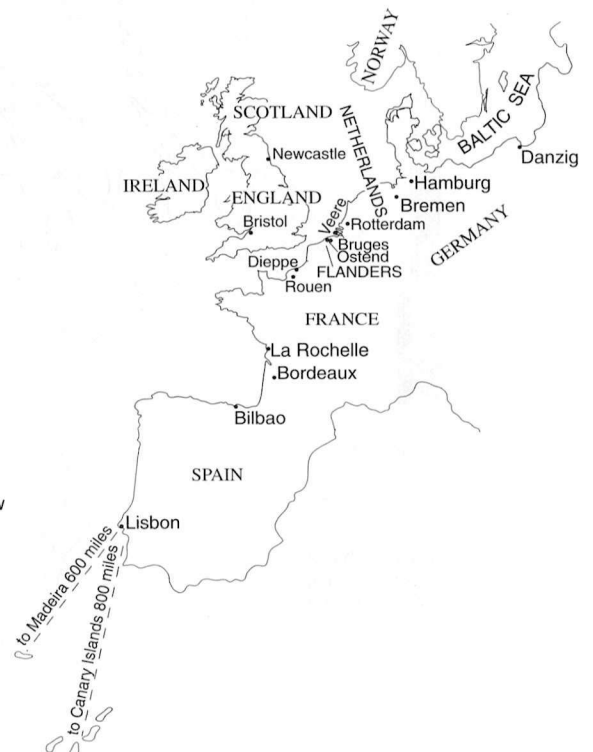 NORWAY
SCOTLAND
NETHERLANDS
BALTIC SEA
Newcastle
Danzig
IRELAND
Hamburg
ENGLAND
Bremen
Veere
Bristol
Rotterdam
GERMANY
Bruges
Ostend
Dieppe
FLANDERS
Rouen
FRANCE
La Rochelle
Bordeaux
Bilbao
SPAIN
Lisbon
to Madeira 600 miles
to Canary Islands 800 miles